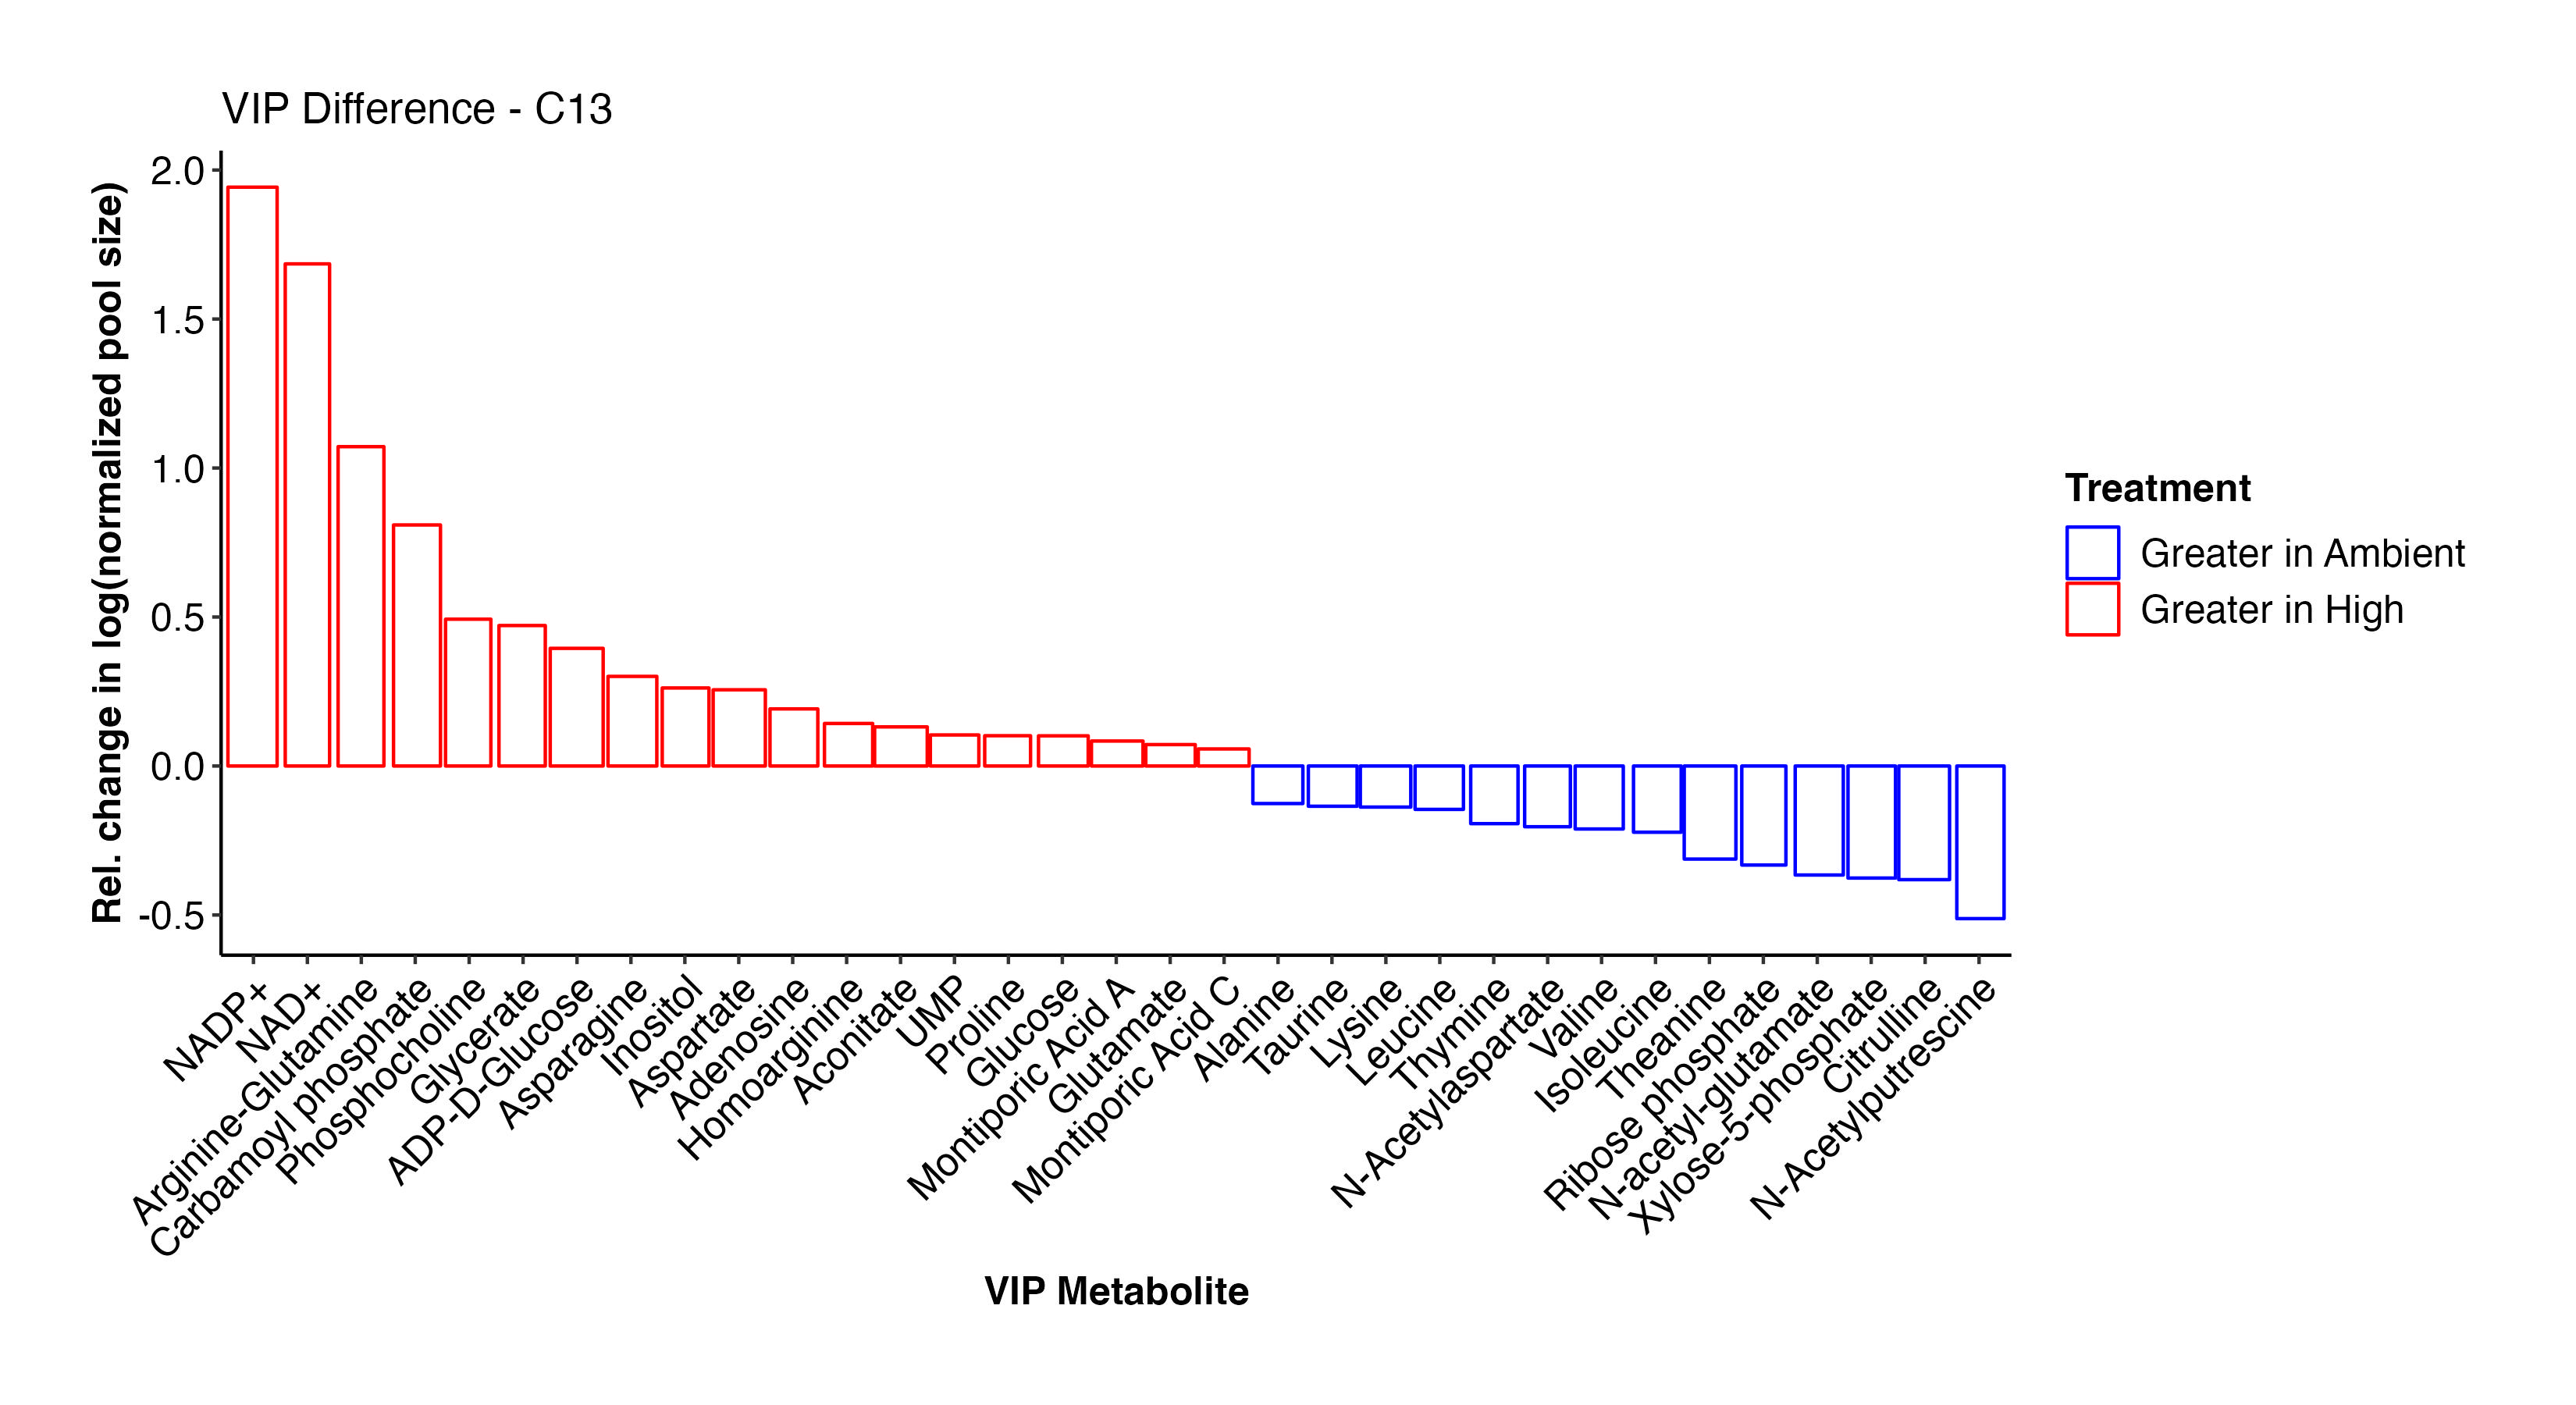 VIP Difference - C13
Rel. change in log(normalized pool size)
2.0
1.5
1.0
0.5
0.0
-0.5
NADP+
NAD+
Arginine-Glutamine
Carbamoyl phosphate
Phosphocholine
Glycerate
ADP-D-Glucose
Asparagine
Inositol
Aspartate
Adenosine
Homoarginine
Aconitate
UMP
Proline
Glucose
Montiporic Acid A
Glutamate
Montiporic Acid C
Alanine
Taurine
Lysine
Leucine
Thymine
N-Acetylaspartate
Valine
Isoleucine
Theanine
Ribose phosphate
N-acetyl-glutamate
Xylose-5-phosphate
Citrulline
N-Acetylputrescine
VIP Metabolite
Treatment
Greater in Ambient
Greater in High